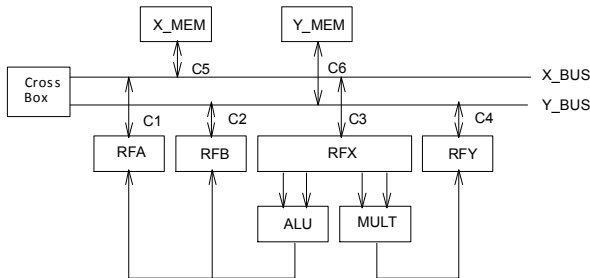 X_MEM
Y_MEM
C5
C6
X_BUS
Cross
Box
Y_BUS
C1
C2
C3
C4
RFA
RFB
RFX
RFY
ALU
MULT